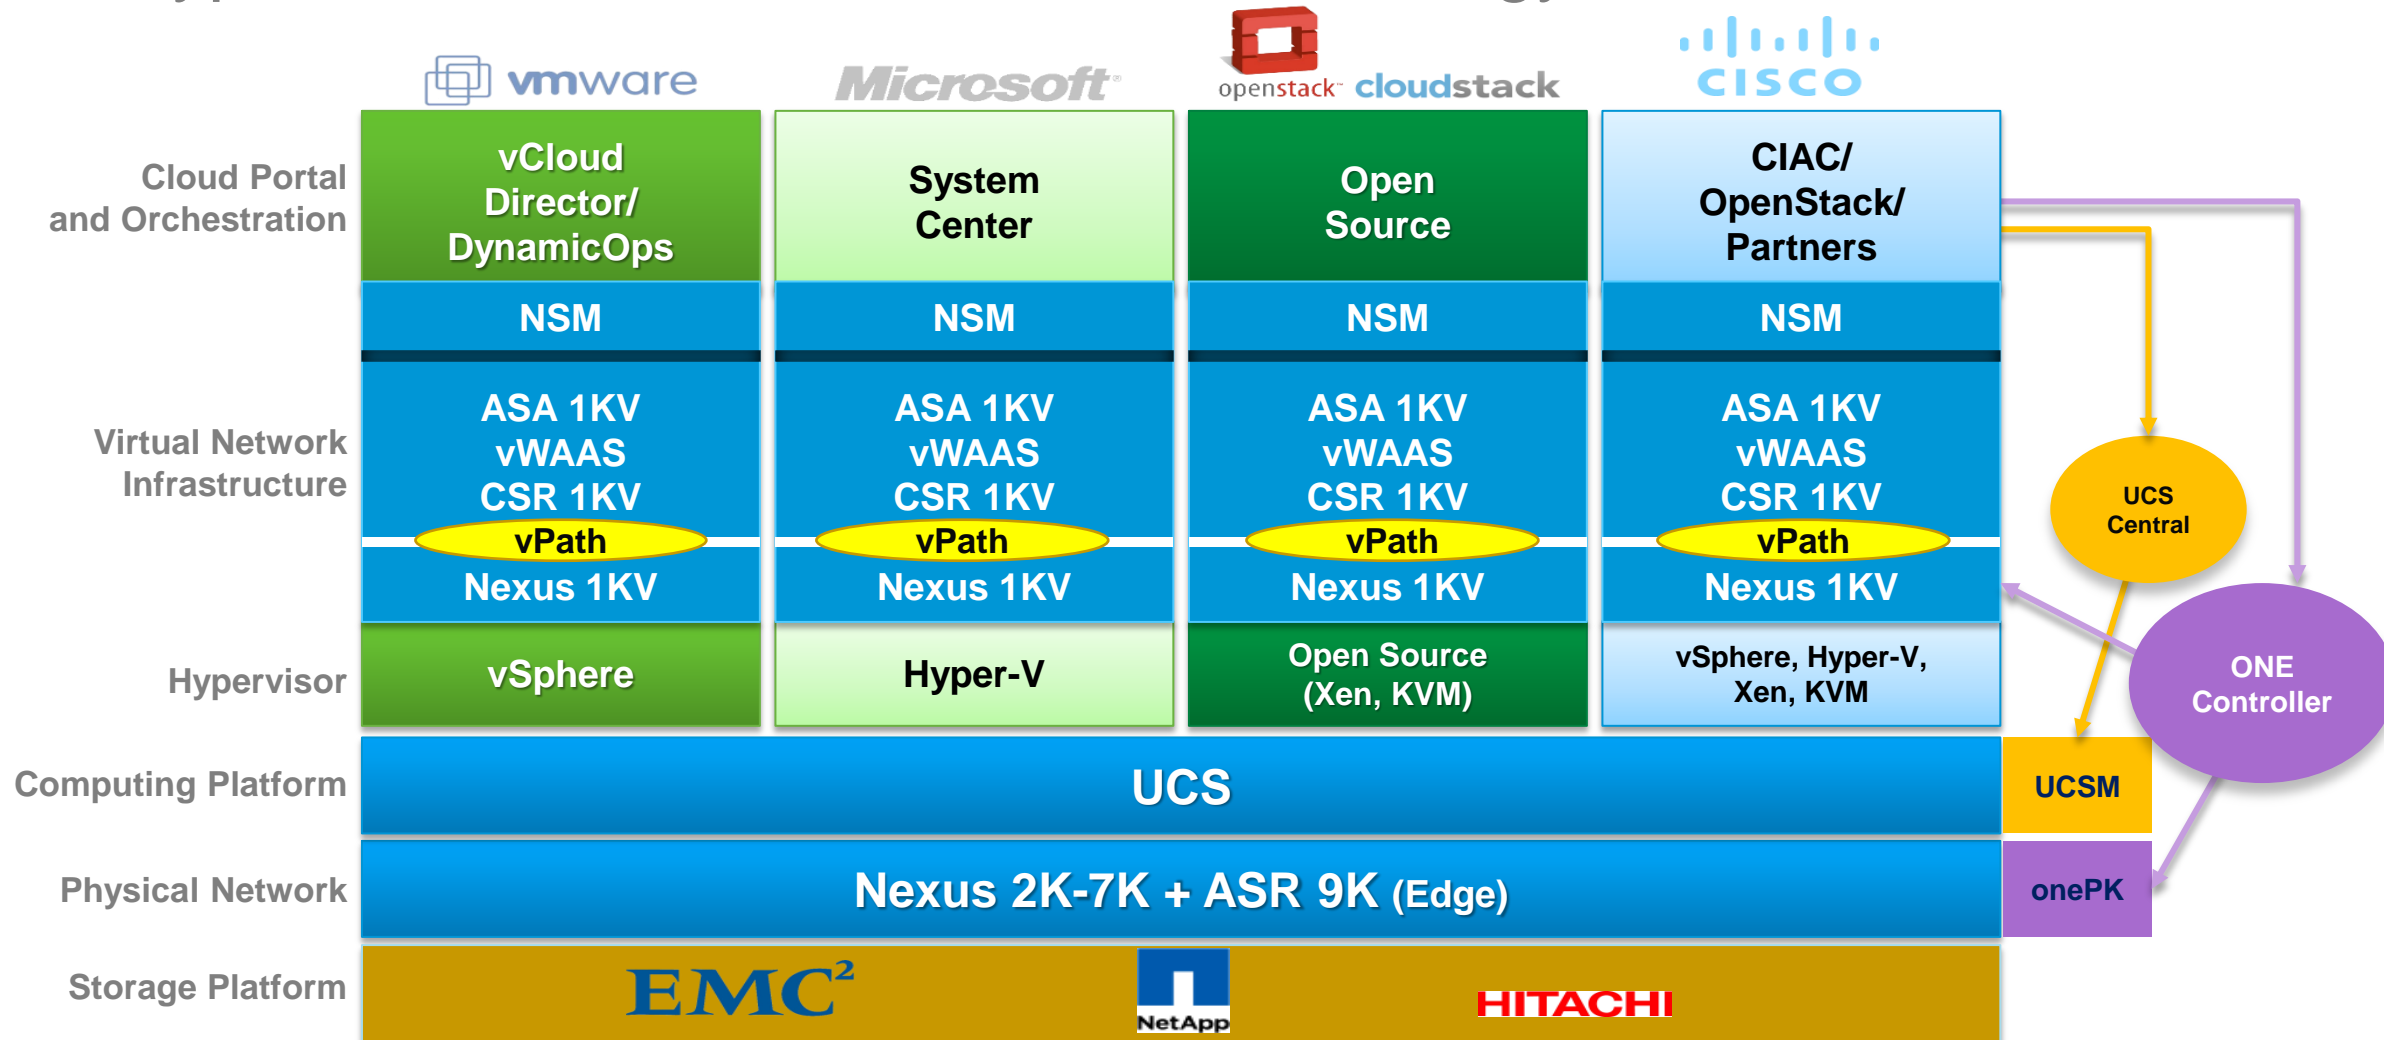 vmware
Microsoft
openstack
cloudstack
CISCO
Cloud Portal
and Orchestration
vCloud
Director/
DynamicOps
System
Center
Open
Source
CIAC/
OpenStack/
Partners
NSM
NSM
NSM
NSM
Virtual Network
Infrastructure
ASA 1KV
vWAAS
CSR 1KV
vPath
Nexus 1KV
ASA 1KV
vWAAS
CSR 1KV
vPath
Nexus 1KV
ASA 1KV
vWAAS
CSR 1KV
vPath
Nexus 1KV
ASA 1KV
vWAAS
CSR 1KV
vPath
Nexus 1KV
UCS
Central
Hypervisor
vSphere
Hyper-V
Open Source
(Xen, KVM)
vSphere, Hyper-V,
Xen, KVM
ONE
Controller
Computing Platform
UCS
UCSM
Physical Network
Nexus 2K-7K + ASR 9K (Edge)
onePK
Storage Platform
EMC²
NetApp
HITACHI